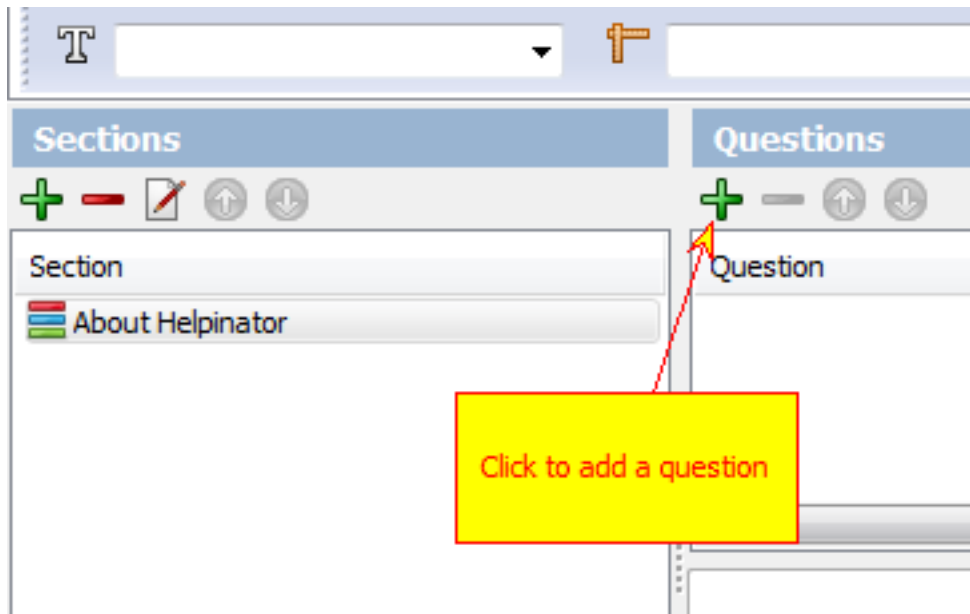 Sections
Questions
Section
Question
About Helpinator
Click to add a question